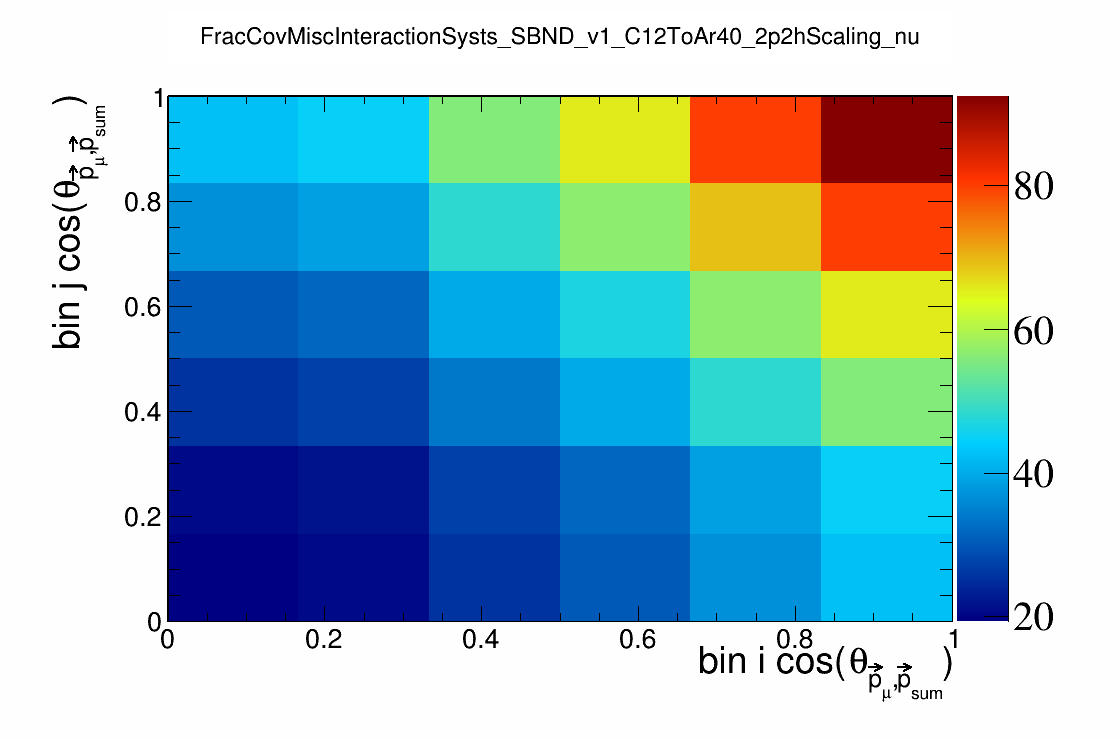 FracCovMiscInteractionSysts_SBND_v1_C12ToAr40_2p2hScaling_nu
bin j cos(θp⃗μ,p⃗sum)
1
0.8
0.6
0.4
0.2
0
0 0.2 0.4 0.6 0.8 1
bin i cos(θp⃗μ,p⃗sum)
80
60
40
20